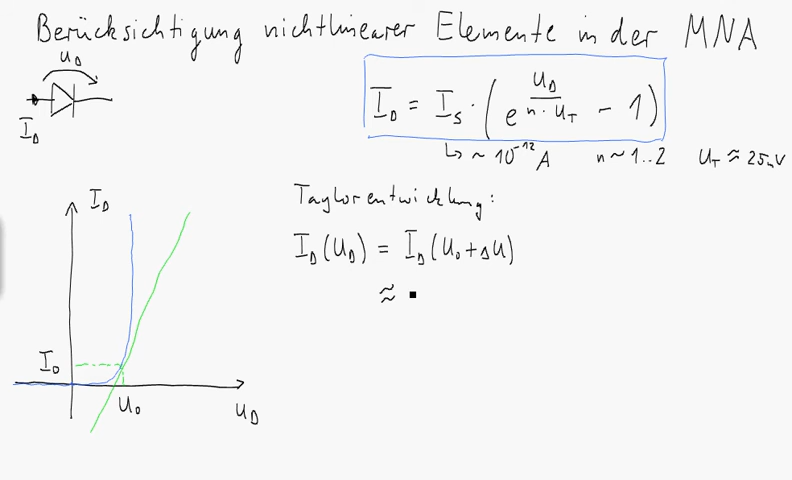 Berücksichtigung nichtlinearer Elemente in der MNA
u_D
I_D
I_D = I_S · (e^(u_D / (n · u_T)) - 1)
↳ ~ 10^-12 A n ~ 1..2 u_T ≈ 25mV
Taylorentwicklung:
I_D(u_D) = I_D(u_0 + Δu)
≈
I_D
I_0
u_0
u_D